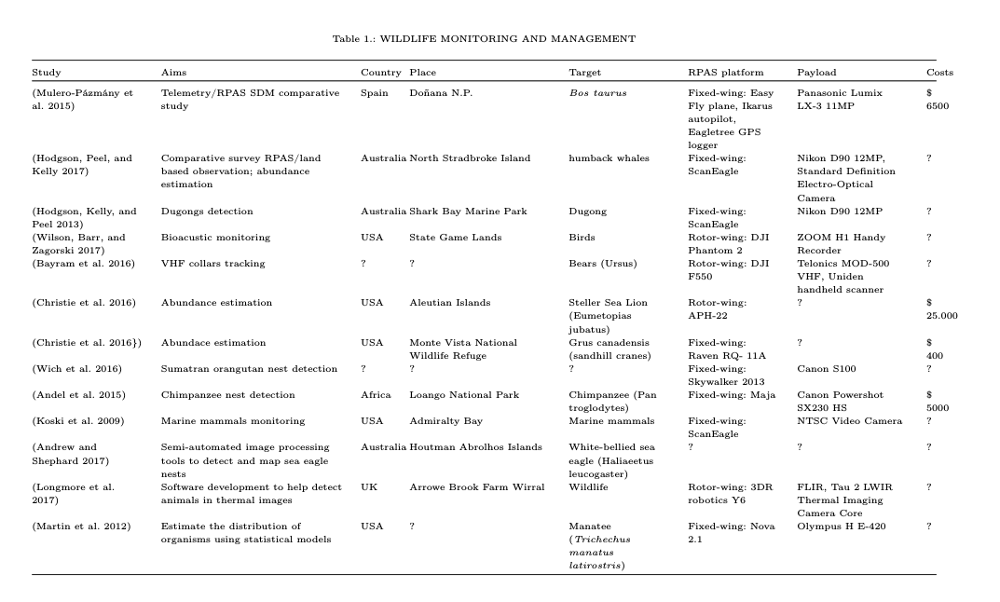 Table 1.: WILDLIFE MONITORING AND MANAGEMENT
Study Aims Country Place Target RPAS platform Payload Costs
(Mulero-Pázmány et Telemetry/RPAS SDM comparative Spain Doñana N.P. Bos taurus Fixed-wing: Easy Panasonic Lumix $
al. 2015) study Fly plane, Ikarus LX-3 11MP 6500
autopilot,
Eagletree GPS
logger
(Hodgson, Peel, and Comparative survey RPAS/land Australia North Stradbroke Island humback whales Fixed-wing: Nikon D90 12MP, ?
Kelly 2017) based observation; abundance ScanEagle Standard Definition
estimation Electro-Optical
Camera
(Hodgson, Kelly, and Dugongs detection Australia Shark Bay Marine Park Dugong Fixed-wing: Nikon D90 12MP ?
Peel 2013) ScanEagle
(Wilson, Barr, and Bioacustic monitoring USA State Game Lands Birds Rotor-wing: DJI ZOOM H1 Handy ?
Zagorski 2017) Phantom 2 Recorder
(Bayram et al. 2016) VHF collars tracking ? ? Bears (Ursus) Rotor-wing: DJI Telonics MOD-500 ?
F550 VHF, Uniden
handheld scanner
(Christie et al. 2016) Abundance estimation USA Aleutian Islands Steller Sea Lion Rotor-wing: ? $
(Eumetopias APH-22 25.000
jubatus)
(Christie et al. 2016}) Abundace estimation USA Monte Vista National Grus canadensis Fixed-wing: ? $
Wildlife Refuge (sandhill cranes) Raven RQ- 11A 400
(Wich et al. 2016) Sumatran orangutan nest detection ? ? ? Fixed-wing: Canon S100 ?
Skywalker 2013
(Andel et al. 2015) Chimpanzee nest detection Africa Loango National Park Chimpanzee (Pan Fixed-wing: Maja Canon Powershot $
troglodytes) SX230 HS 5000
(Koski et al. 2009) Marine mammals monitoring USA Admiralty Bay Marine mammals Fixed-wing: NTSC Video Camera ?
ScanEagle
(Andrew and Semi-automated image processing Australia Houtman Abrolhos Islands White-bellied sea ? ? ?
Shephard 2017) tools to detect and map sea eagle eagle (Haliaeetus
nests leucogaster)
(Longmore et al. Software development to help detect UK Arrowe Brook Farm Wirral Wildlife Rotor-wing: 3DR FLIR, Tau 2 LWIR ?
2017) animals in thermal images robotics Y6 Thermal Imaging
Camera Core
(Martin et al. 2012) Estimate the distribution of USA ? Manatee Fixed-wing: Nova Olympus H E-420 ?
organisms using statistical models (Trichechus 2.1
manatus
latirostris)